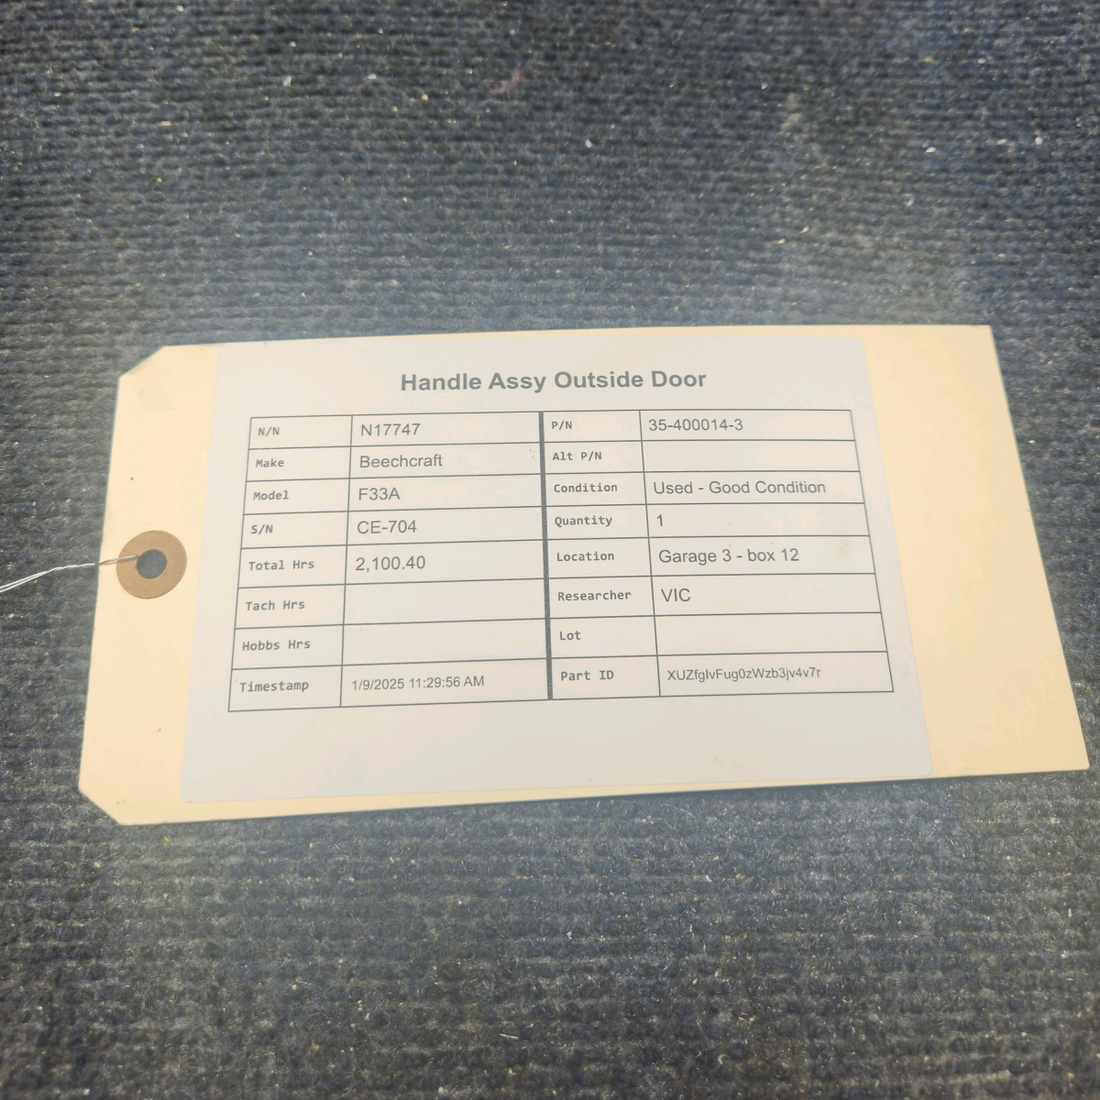 Handle Assy Outside Door
N/N N17747 P/N 35-400014-3
Make Beechcraft Alt P/N
Model F33A Condition Used - Good Condition
S/N CE-704 Quantity 1
Total Hrs 2,100.40 Location Garage 3 - box 12
Tach Hrs Researcher VIC
Hobbs Hrs Lot
Timestamp 1/9/2025 11:29:56 AM Part ID XUZfglvFug0zWzb3jv4v7r